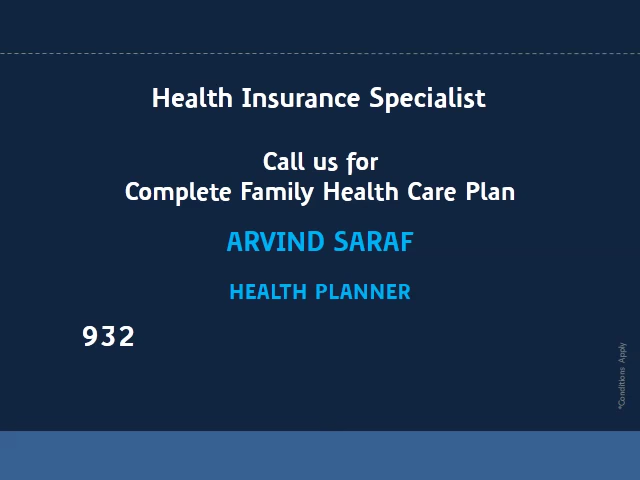 Health Insurance Specialist
Call us for
Complete Family Health Care Plan
ARVIND SARAF
HEALTH PLANNER
932
*Conditions Apply